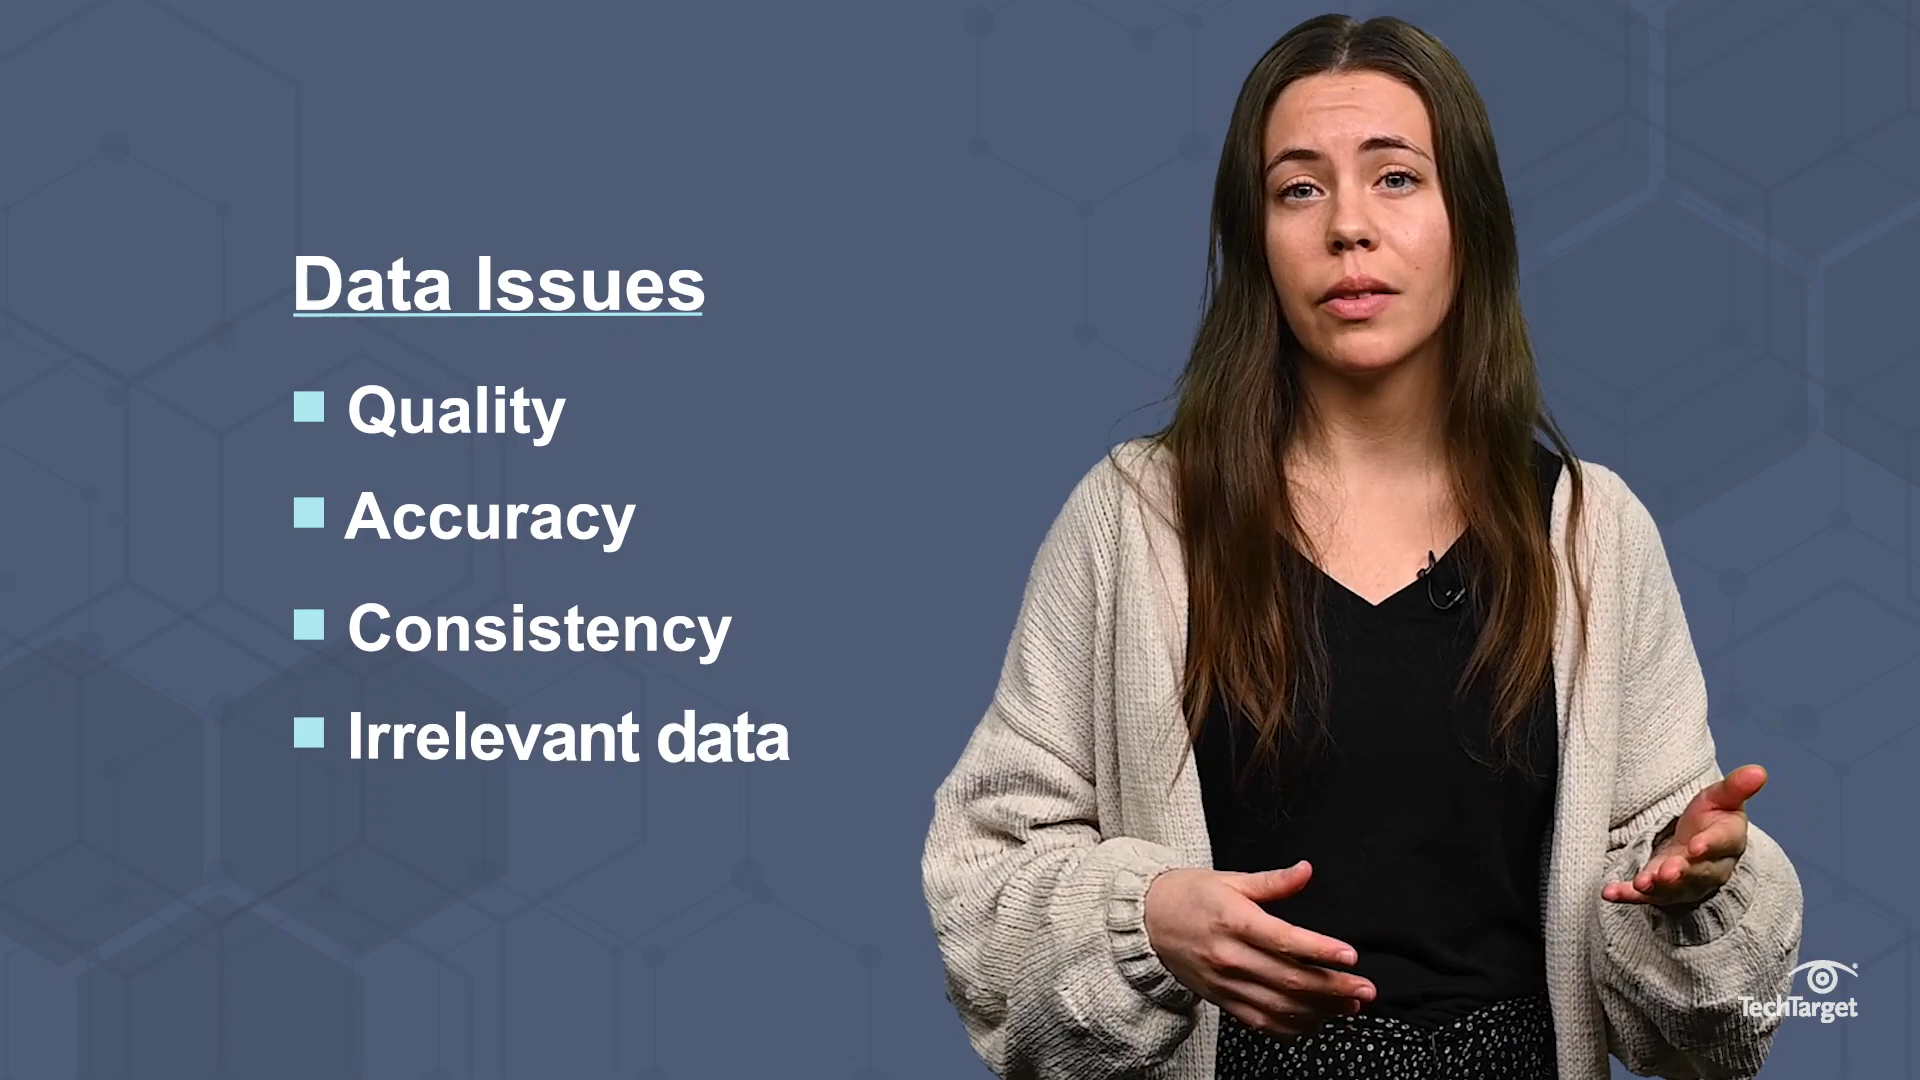 Data Issues
Quality
Accuracy
Consistency
Irrelevant data
TechTarget